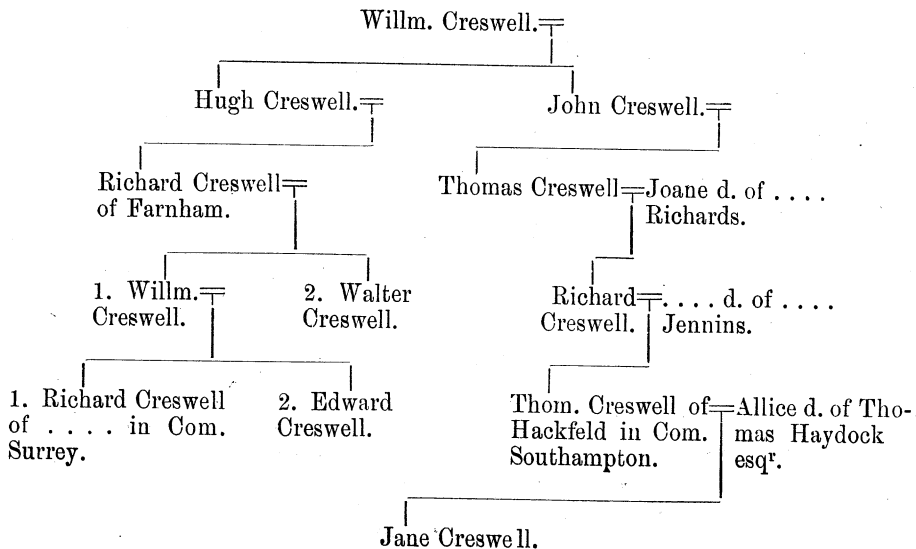 Willm. Creswell.
Hugh Creswell.
John Creswell.
Richard Creswell
of Farnham.
Thomas Creswell
Joane d. of . . . .
Richards.
1. Willm.
Creswell.
2. Walter
Creswell.
Richard
Creswell.
. . . . d. of . . . .
Jennins.
1. Richard Creswell
of . . . . in Com.
Surrey.
2. Edward
Creswell.
Thom. Creswell of
Hackfeld in Com.
Southampton.
Allice d. of Tho-
mas Haydock
esqʳ.
Jane Creswell.